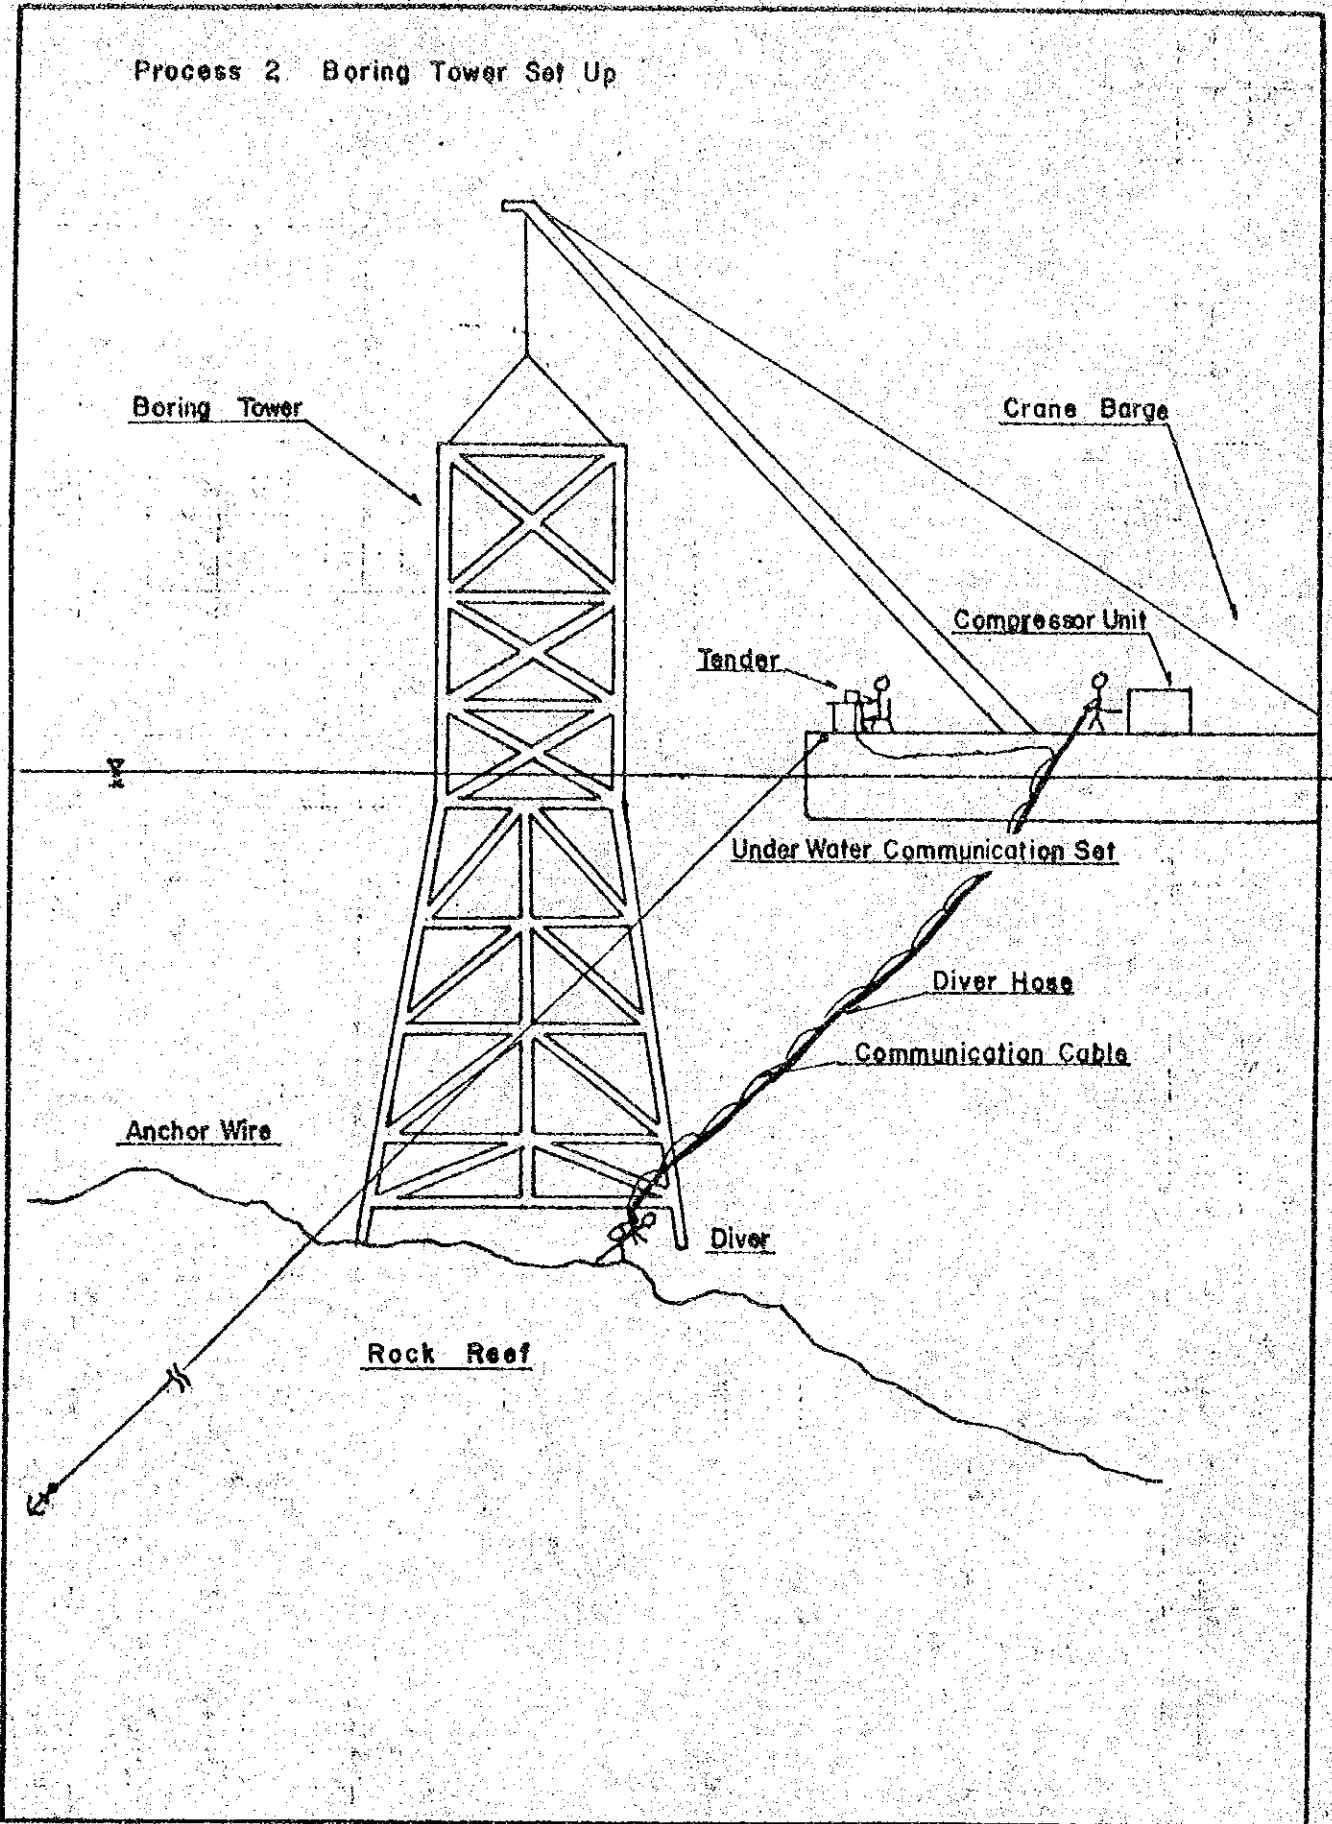 Process 2 Boring Tower Set Up
Boring Tower
Crane Barge
Compressor Unit
Tender
Under Water Communication Set
Diver Hose
Communication Cable
Anchor Wire
Diver
Rock Reef